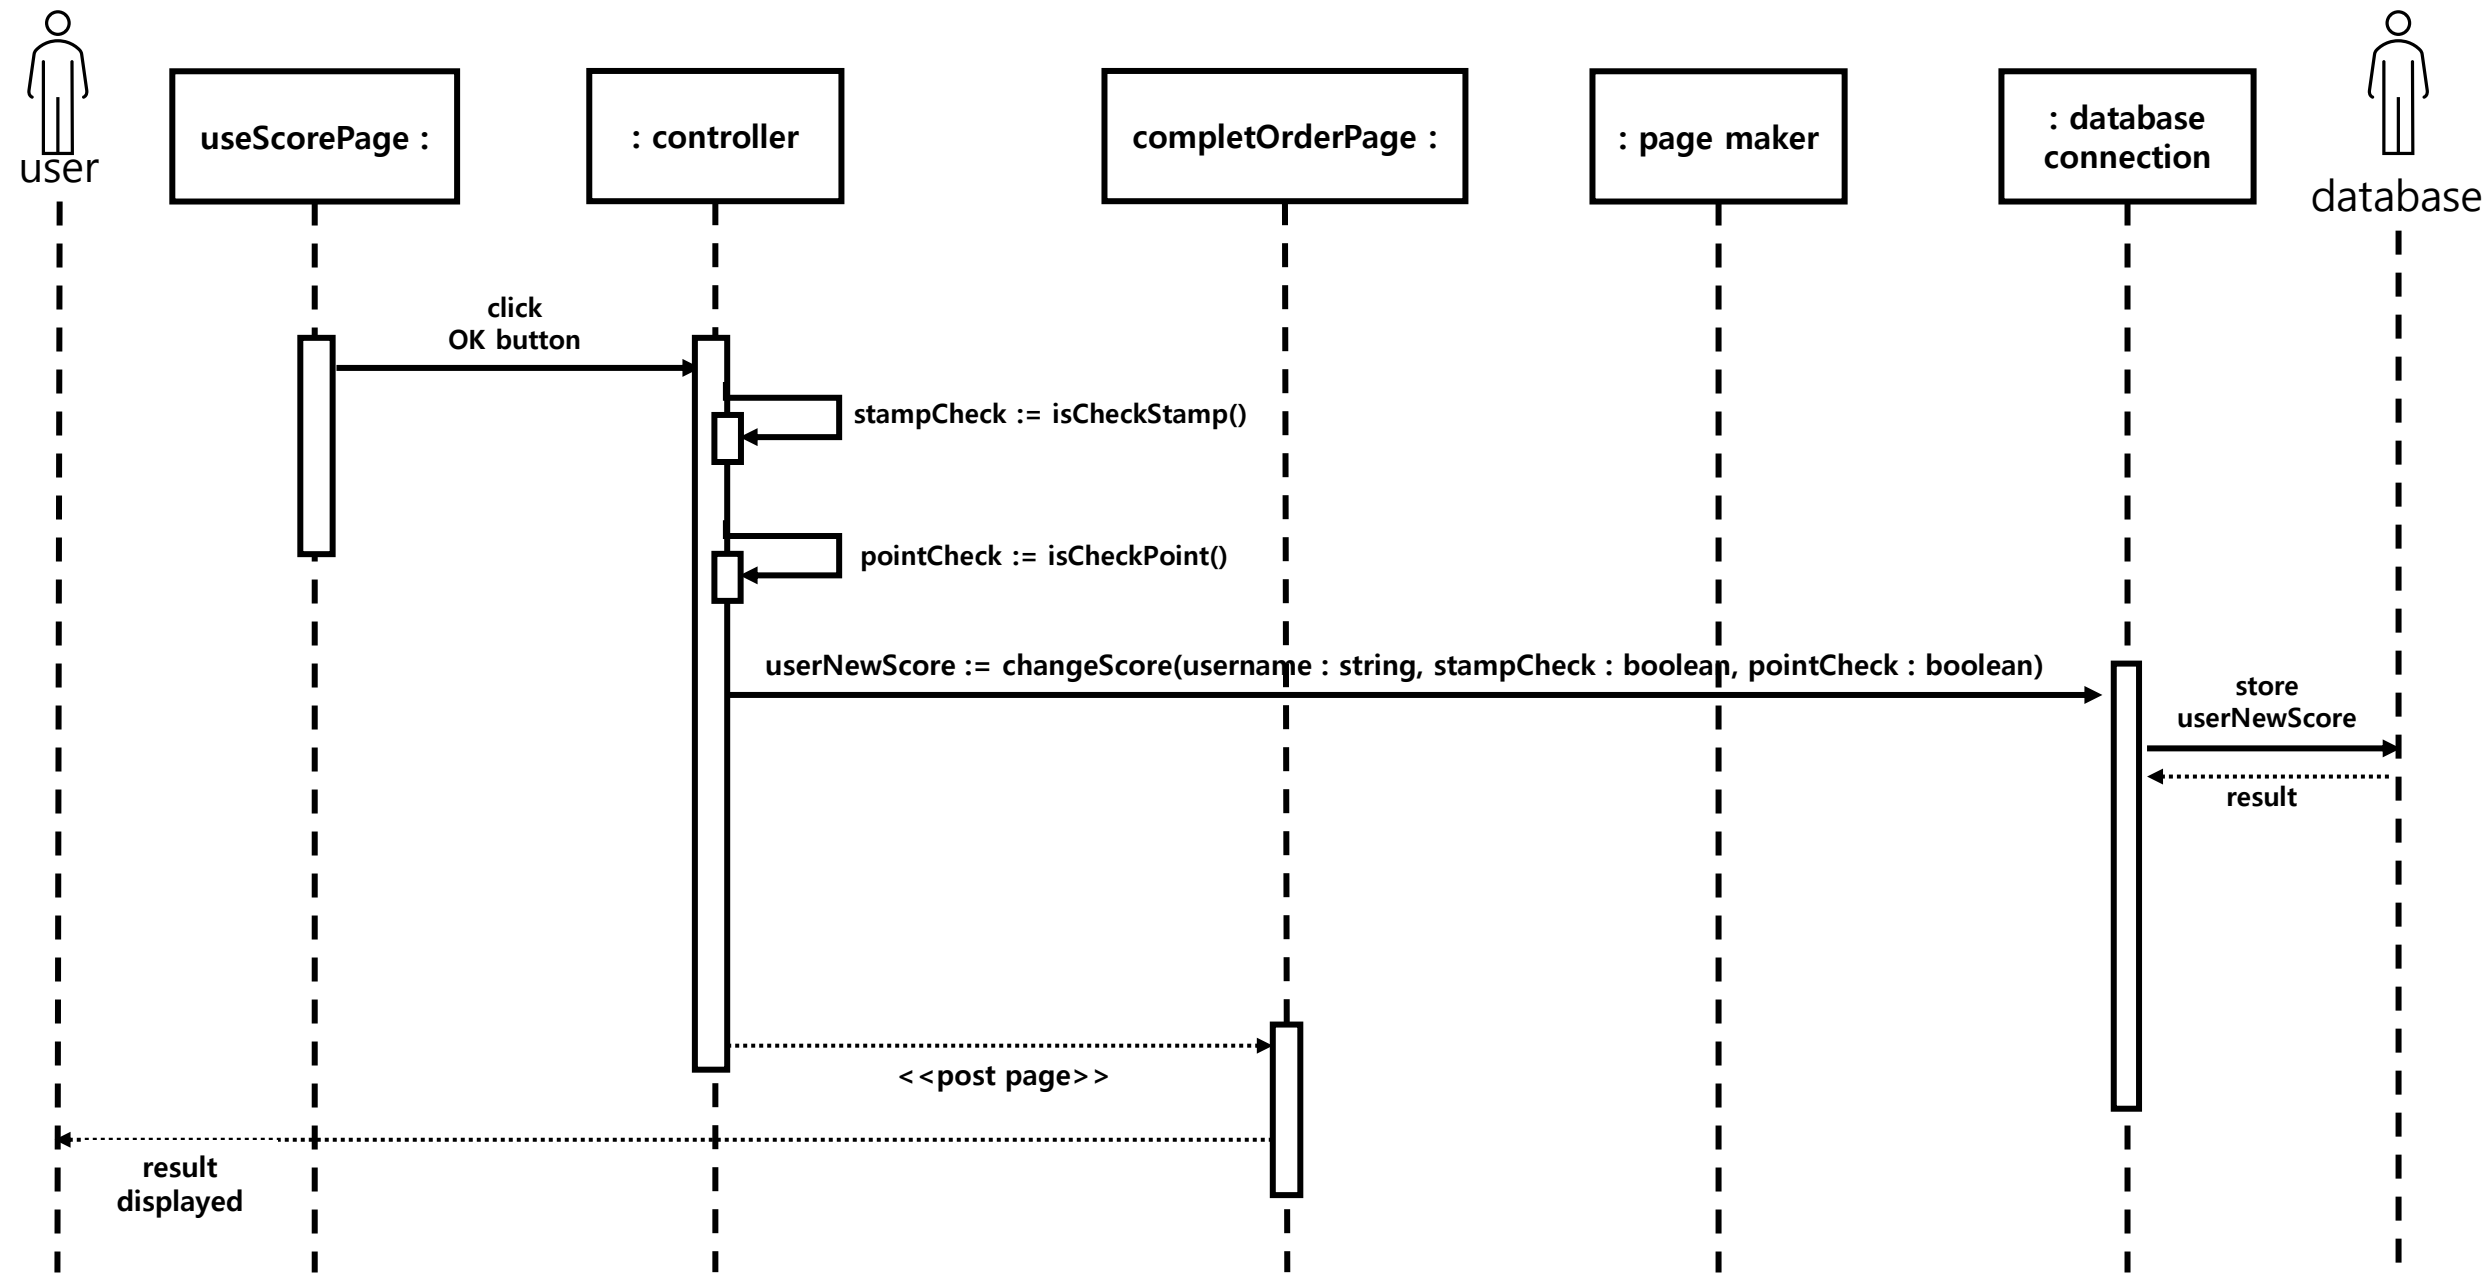 user
useScorePage :
: controller
completOrderPage :
: page maker
: database
connection
database
click
OK button
stampCheck := isCheckStamp()
pointCheck := isCheckPoint()
userNewScore := changeScore(username : string, stampCheck : boolean, pointCheck : boolean)
store
userNewScore
result
<<post page>>
result
displayed